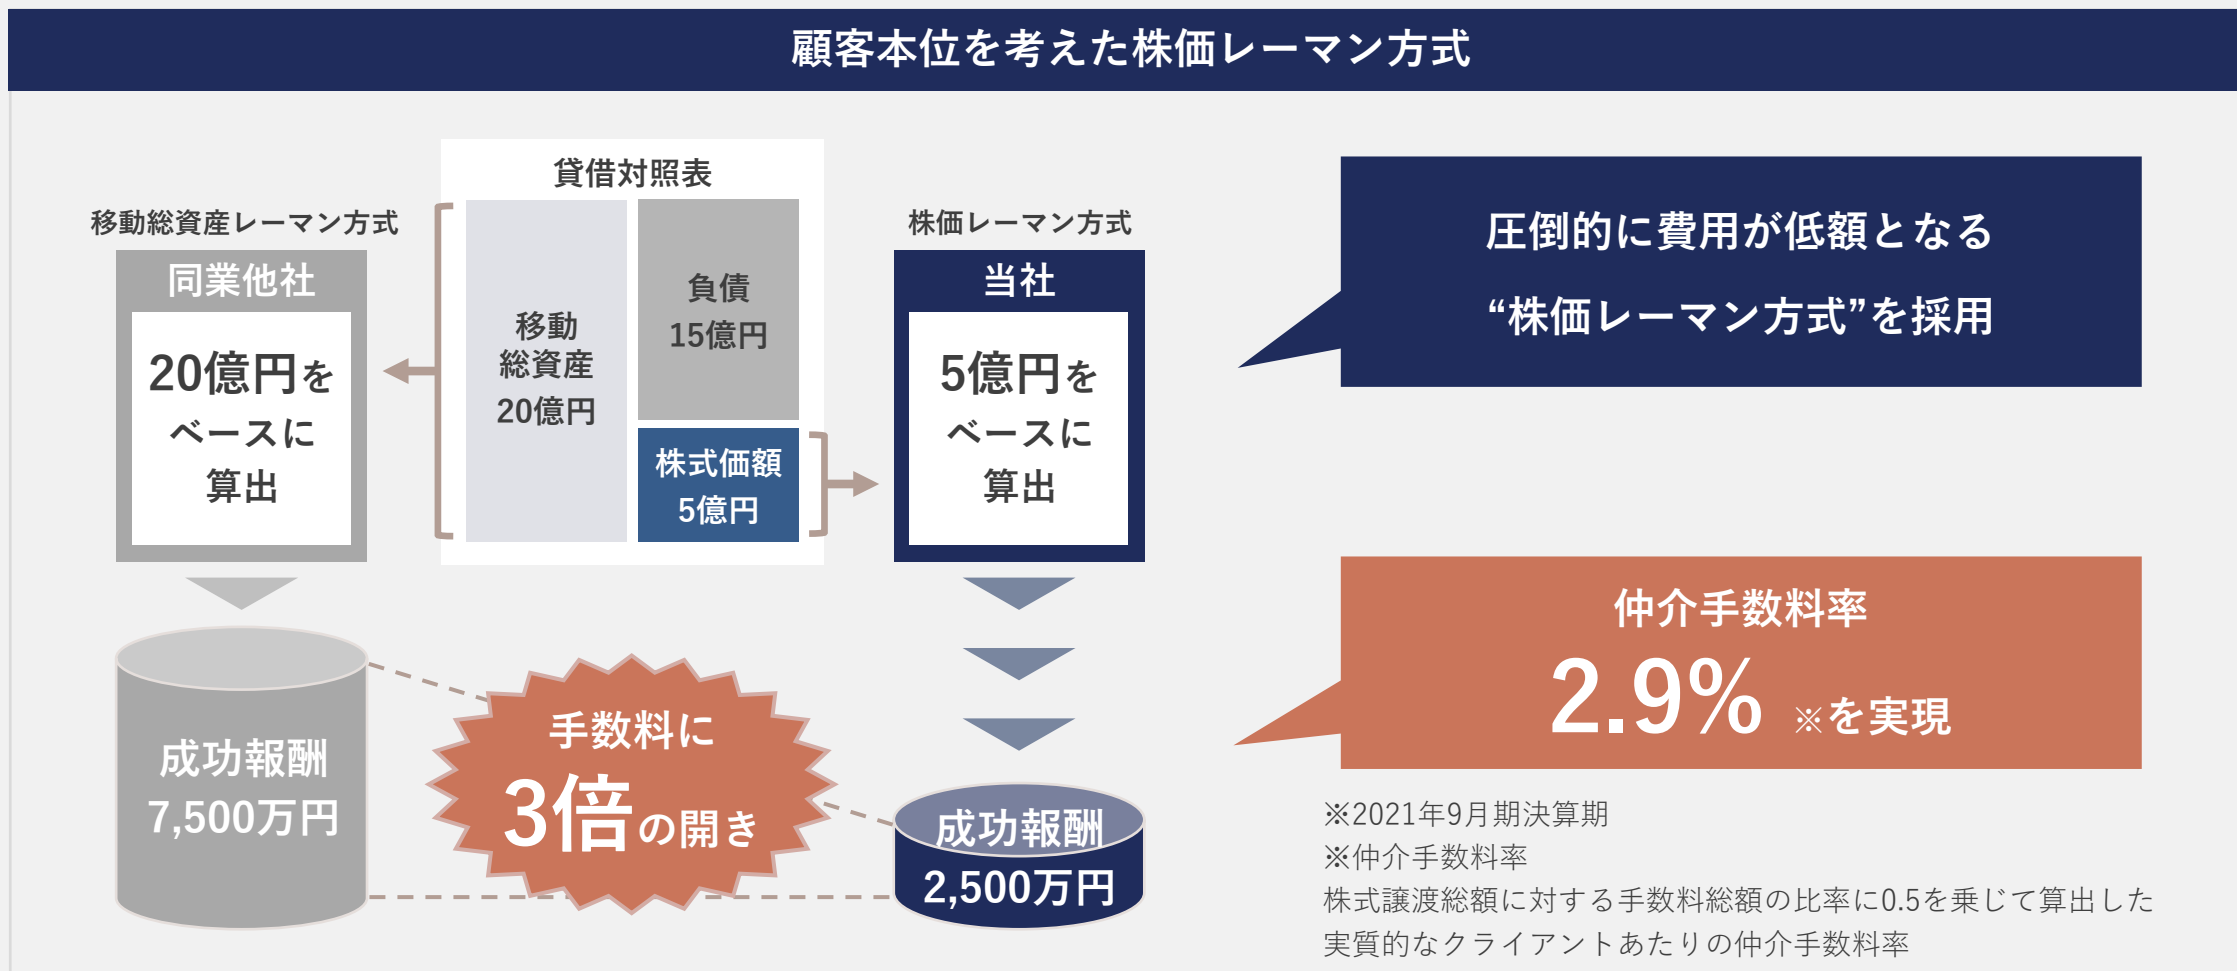 顧客本位を考えた株価レーマン方式
貸借対照表
移動総資産レーマン方式
同業他社
20億円を
ベースに
算出
移動
総資産
20億円
負債
15億円
株式価額
5億円
株価レーマン方式
当社
5億円を
ベースに
算出
圧倒的に費用が低額となる
“株価レーマン方式”を採用
成功報酬
7,500万円
手数料に
3倍の開き
成功報酬
2,500万円
仲介手数料率
2.9% ※を実現
※2021年9月期決算期
※仲介手数料率
株式譲渡総額に対する手数料総額の比率に0.5を乗じて算出した
実質的なクライアントあたりの仲介手数料率